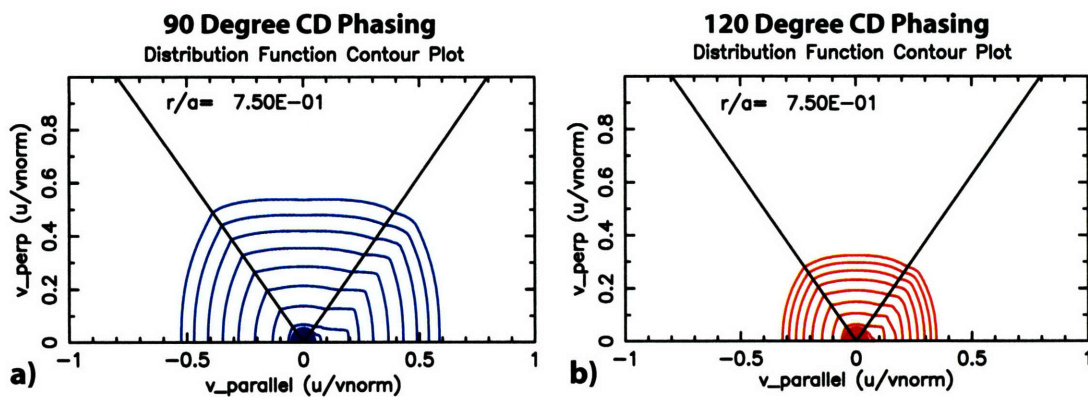 90 Degree CD Phasing
Distribution Function Contour Plot
r/a= 7.50E-01
0.8
0.6
0.4
0.2
0
v_perp (u/vnorm)
-1
-0.5
0
0.5
1
v_parallel (u/vnorm)
a)
120 Degree CD Phasing
Distribution Function Contour Plot
r/a= 7.50E-01
0.8
0.6
0.4
0.2
0
v_perp (u/vnorm)
-1
-0.5
0
0.5
1
v_parallel (u/vnorm)
b)